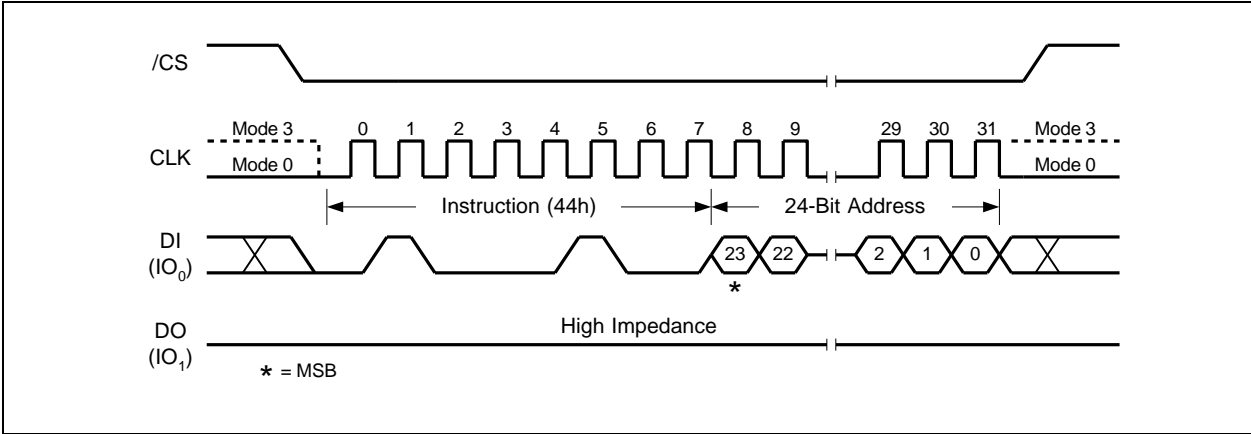 /CS
Mode 3 0 1 2 3 4 5 6 7 8 9 29 30 31 Mode 3
CLK
Mode 0 Mode 0
Instruction (44h) 24-Bit Address
DI
(IO0)
23 22 2 1 0
*
High Impedance
DO
(IO1)
* = MSB